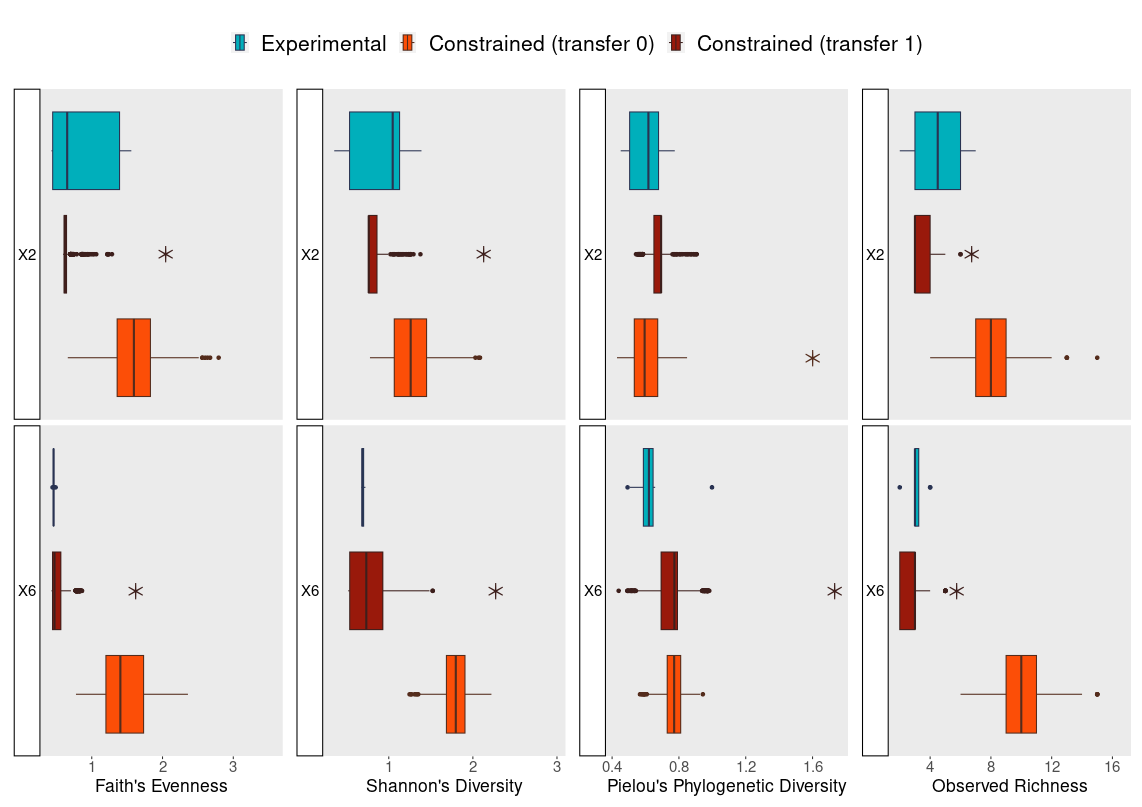 Experimental Constrained (transfer 0) Constrained (transfer 1)
X2 X2 X2 X2
X6 X6 X6 X6
1 2 3 1 2 3 0.4 0.8 1.2 1.6 4 8 12 16
Faith's Evenness Shannon's Diversity Pielou's Phylogenetic Diversity Observed Richness